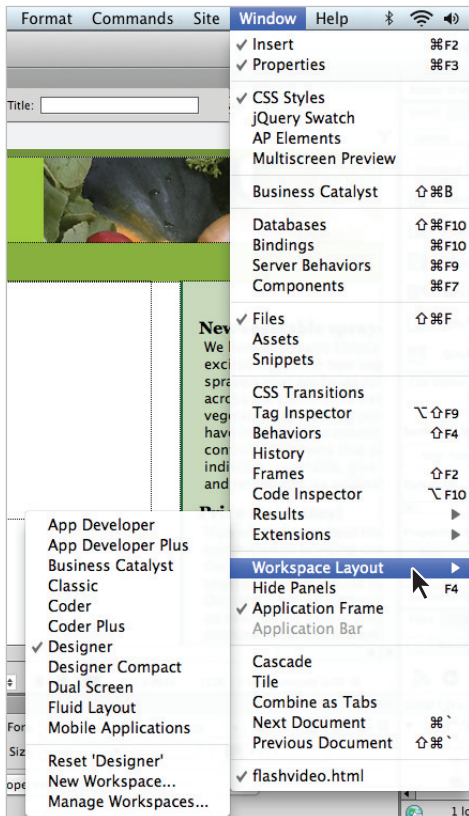 Format Commands Site Window Help
✓ Insert ⌘F2
✓ Properties ⌘F3
Title:
✓ CSS Styles
jQuery Swatch
AP Elements
Multiscreen Preview
Business Catalyst ⇧⌘B
Databases ⇧⌘F10
Bindings ⌘F10
Server Behaviors ⌘F9
Components ⌘F7
✓ Files ⇧⌘F
Assets
Snippets
CSS Transitions
Tag Inspector ⌥⇧F9
Behaviors ⇧F4
History
Frames ⇧F2
Code Inspector ⌥F10
Results ▶
Extensions ▶
Workspace Layout ▶
Hide Panels F4
✓ Application Frame
Application Bar
Cascade
Tile
Combine as Tabs
Next Document ⌘`
Previous Document ⇧⌘`
✓ flashvideo.html
App Developer
App Developer Plus
Business Catalyst
Classic
Coder
Coder Plus
✓ Designer
Designer Compact
Dual Screen
Fluid Layout
Mobile Applications
Reset 'Designer'
New Workspace...
Manage Workspaces...
New
We
have
and